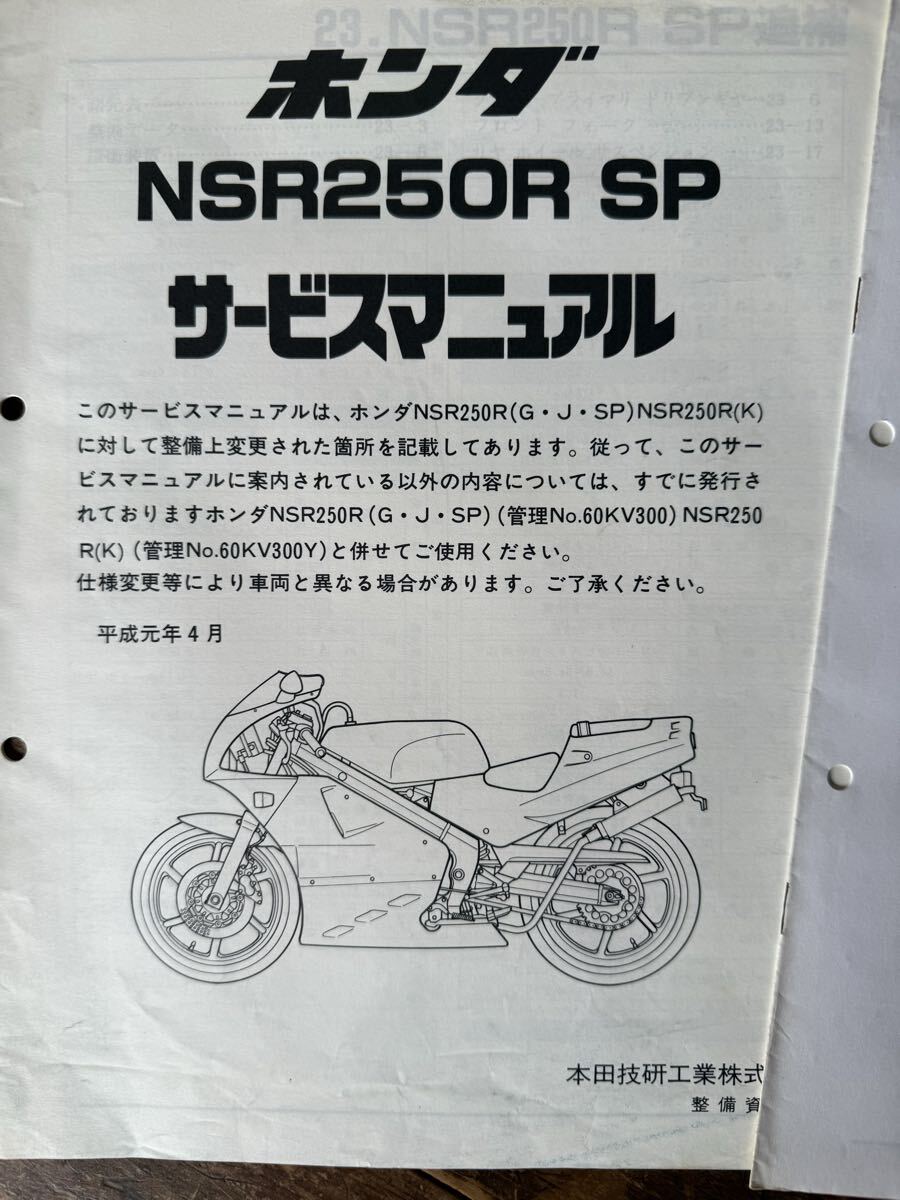 23.NSR250R SP追補
ホンダ
NSR250R SP
サービスマニュアル
このサービスマニュアルは、ホンダNSR250R(G・J・SP)NSR250R(K)
に対して整備上変更された箇所を記載してあります。従って、このサー
ビスマニュアルに案内されている以外の内容については、すでに発行さ
れておりますホンダNSR250R(G・J・SP)(管理No.60KV300)NSR250
R(K)(管理No.60KV300Y)と併せてご使用ください。
仕様変更等により車両と異なる場合があります。ご了承ください。
平成元年4月
本田技研工業株式
整備資